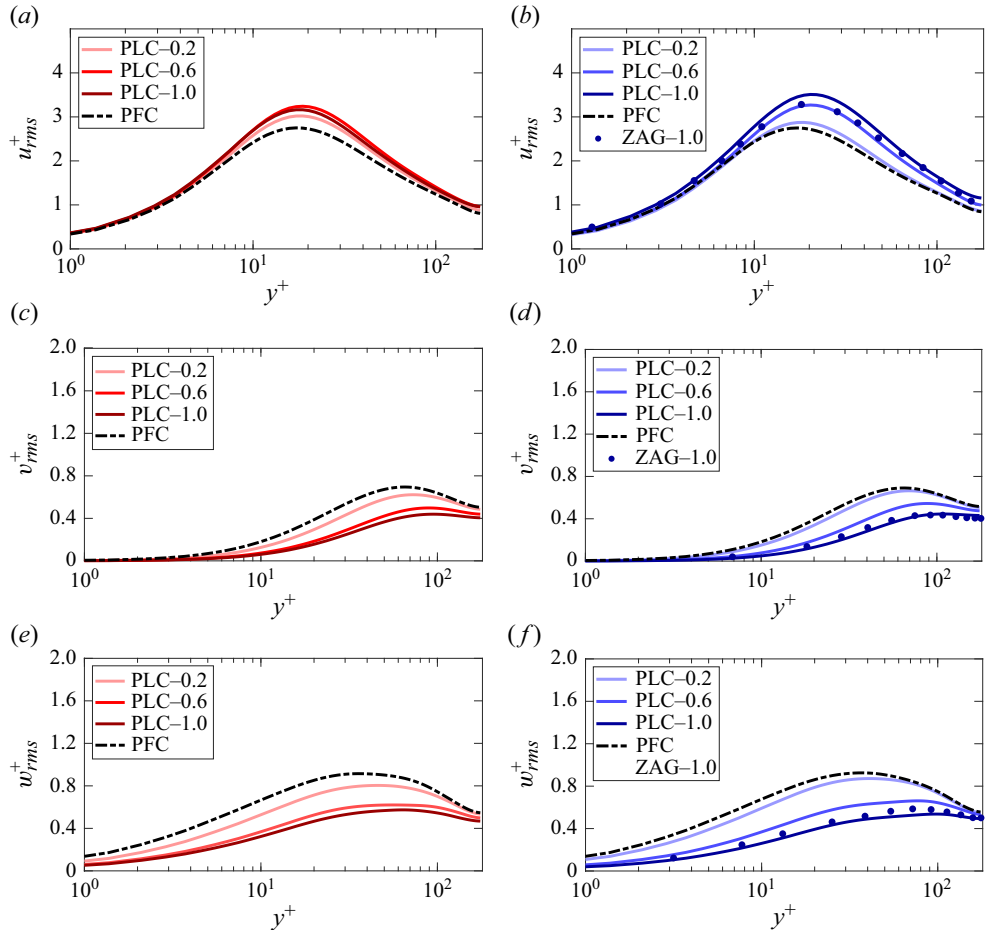 (a)
PLC–0.2
PLC–0.6
PLC–1.0
PFC
4
3
2
1
0
u+rms
10^0
10^1
10^2
y+
(b)
PLC–0.2
PLC–0.6
PLC–1.0
PFC
ZAG–1.0
4
3
2
1
0
u+rms
10^0
10^1
10^2
y+
(c)
PLC–0.2
PLC–0.6
PLC–1.0
PFC
2.0
1.6
1.2
0.8
0.4
0
v+rms
10^0
10^1
10^2
y+
(d)
PLC–0.2
PLC–0.6
PLC–1.0
PFC
ZAG–1.0
2.0
1.6
1.2
0.8
0.4
0
v+rms
10^0
10^1
10^2
y+
(e)
PLC–0.2
PLC–0.6
PLC–1.0
PFC
2.0
1.6
1.2
0.8
0.4
0
w+rms
10^0
10^1
10^2
y+
(f)
PLC–0.2
PLC–0.6
PLC–1.0
PFC
ZAG–1.0
2.0
1.6
1.2
0.8
0.4
0
w+rms
10^0
10^1
10^2
y+